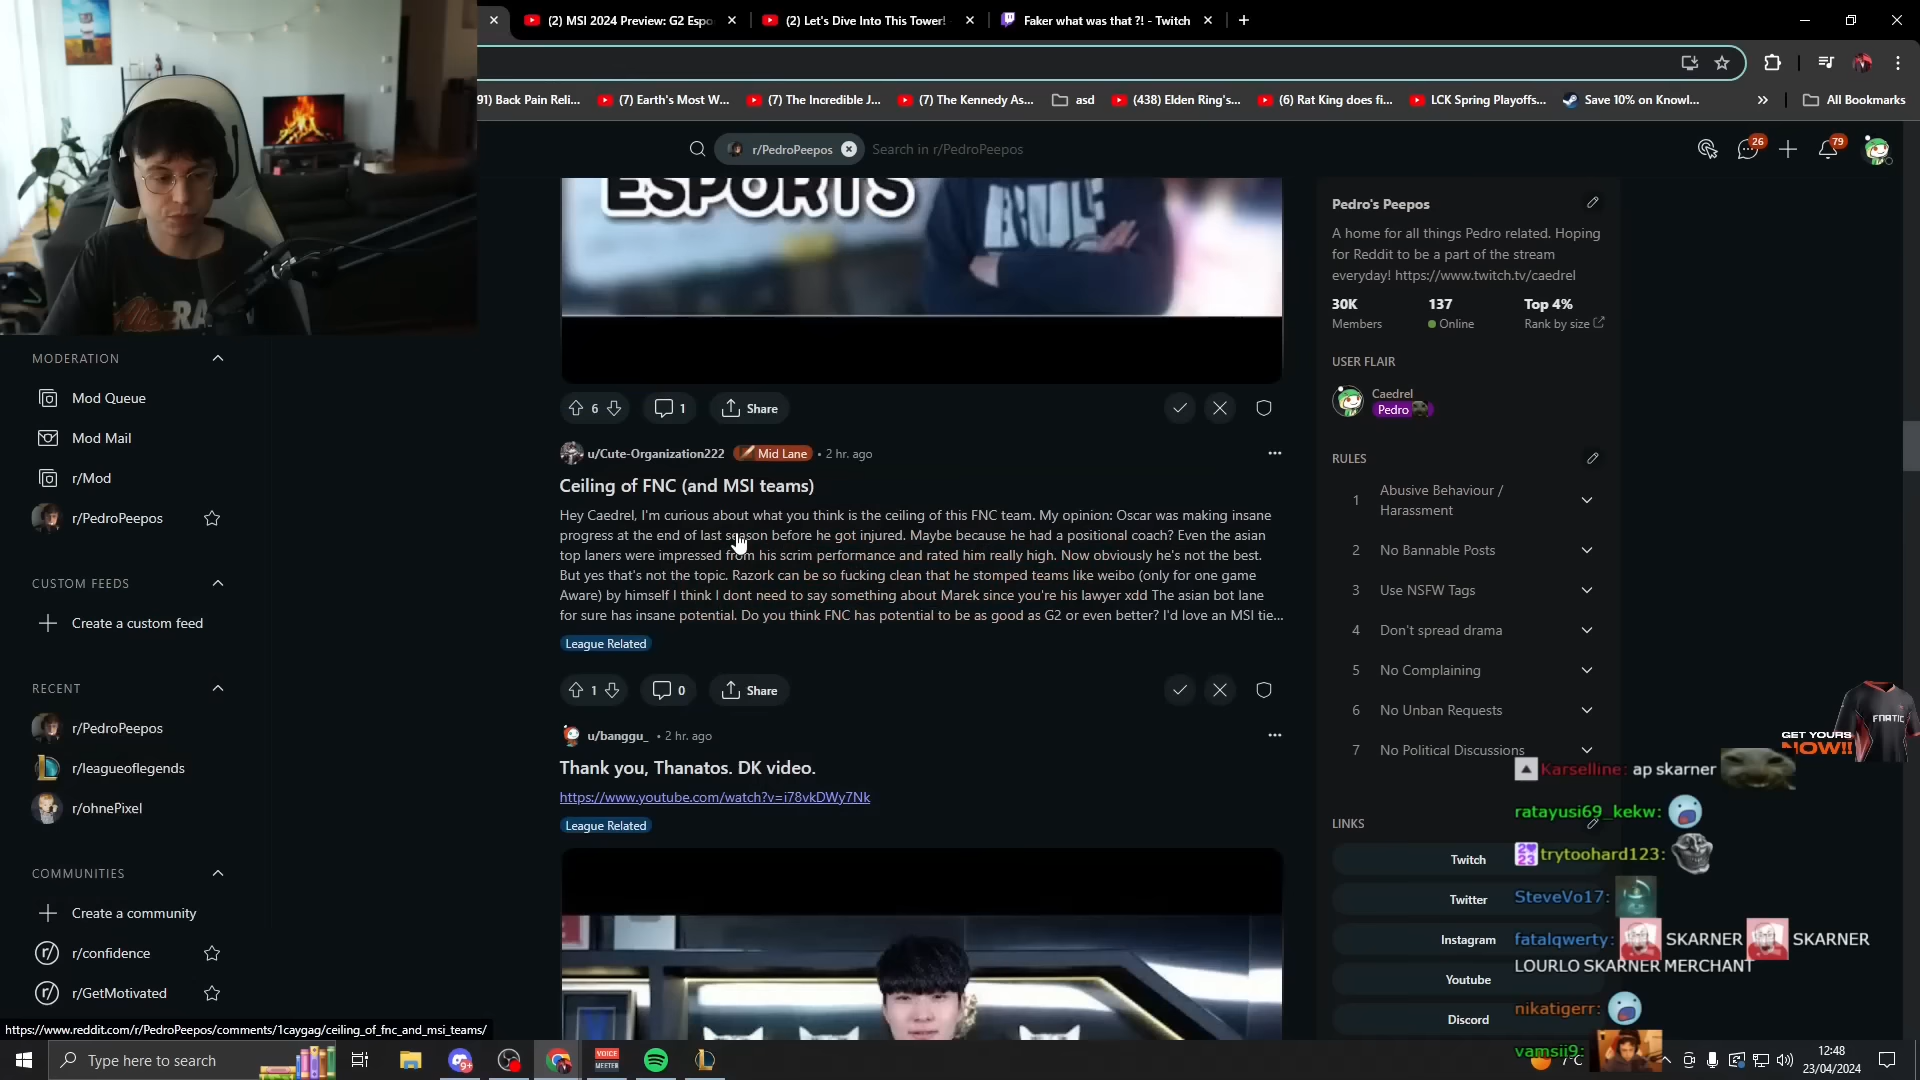 (2) MSI 2024 Preview: G2 Espo
(2) Let's Dive Into This Tower!
Faker what was that ?! - Twitch
91) Back Pain Reli...
(7) Earth's Most W...
(7) The Incredible J...
(7) The Kennedy As...
asd
(438) Elden Ring's...
(6) Rat King does fi...
LCK Spring Playoffs...
Save 10% on Knowl...
All Bookmarks
r/PedroPeepos
Search in r/PedroPeepos
26
79
ESPORTS
6
1
Share
u/Cute-Organization222
Mid Lane
• 2 hr. ago
Ceiling of FNC (and MSI teams)
Hey Caedrel, I'm curious about what you think is the ceiling of this FNC team. My opinion: Oscar was making insane
progress at the end of last season before he got injured. Maybe because he had a positional coach? Even the asian
top laners were impressed from his scrim performance and rated him really high. Now obviously he's not the best.
But yes that's not the topic. Razork can be so fucking clean that he stomped teams like weibo (only for one game
Aware) by himself I think I dont need to say something about Marek since you're his lawyer xdd The asian bot lane
for sure has insane potential. Do you think FNC has potential to be as good as G2 or even better? I'd love an MSI tie...
League Related
1
0
Share
u/banggu_ • 2 hr. ago
Thank you, Thanatos. DK video.
https://www.youtube.com/watch?v=i78vkDWy7Nk
League Related
MODERATION
Mod Queue
Mod Mail
r/Mod
r/PedroPeepos
CUSTOM FEEDS
Create a custom feed
RECENT
r/PedroPeepos
r/leagueoflegends
r/ohnePixel
COMMUNITIES
Create a community
r/confidence
r/GetMotivated
https://www.reddit.com/r/PedroPeepos/comments/1caygag/ceiling_of_fnc_and_msi_teams/
Pedro's Peepos
A home for all things Pedro related. Hoping
for Reddit to be a part of the stream
everyday! https://www.twitch.tv/caedrel
30K
Members
137
Online
Top 4%
Rank by size
USER FLAIR
Caedrel
Pedro
RULES
1 Abusive Behaviour /
Harassment
2 No Bannable Posts
3 Use NSFW Tags
4 Don't spread drama
5 No Complaining
6 No Unban Requests
7 No Political Discussions
LINKS
Twitch
Twitter
Instagram
Youtube
Discord
FNATIC
GET YOURS
NOW!!
Karselline: ap skarner
ratayusi69_kekw:
trytoohard123:
SteveVo17:
fatalqwerty: SKARNER SKARNER
LOURLO SKARNER MERCHANT
nikatigerr:
vamsii9:
Type here to search
9+
VOICE
MEETER
7°C
12:48
23/04/2024